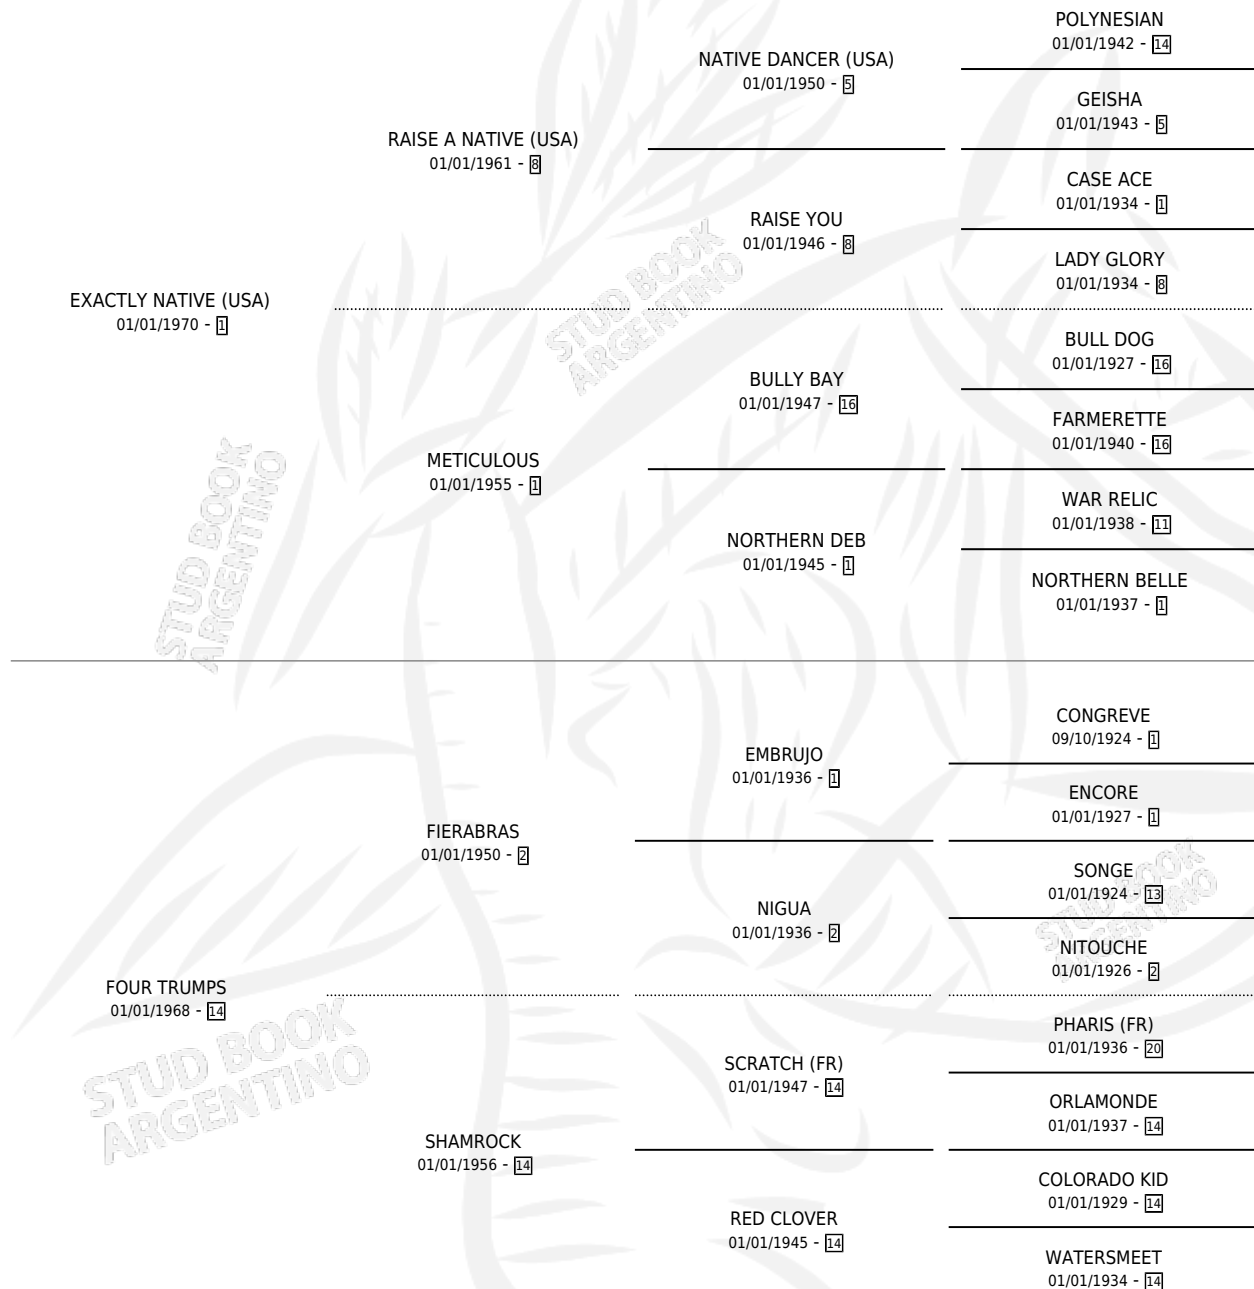 POLYNESIAN
01/01/1942 - 14
NATIVE DANCER (USA)
01/01/1950 - 5
GEISHA
01/01/1943 - 5
RAISE A NATIVE (USA)
01/01/1961 - 8
CASE ACE
01/01/1934 - 1
RAISE YOU
01/01/1946 - 8
LADY GLORY
01/01/1934 - 8
EXACTLY NATIVE (USA)
01/01/1970 - 1
STUD BOOK
ARGENTINO
BULL DOG
01/01/1927 - 16
BULLY BAY
01/01/1947 - 16
FARMERETTE
01/01/1940 - 16
METICULOUS
01/01/1955 - 1
WAR RELIC
01/01/1938 - 11
NORTHERN DEB
01/01/1945 - 1
NORTHERN BELLE
01/01/1937 - 1
STUD BOOK
ARGENTINO
CONGREVE
09/10/1924 - 1
EMBRUJO
01/01/1936 - 1
ENCORE
01/01/1927 - 1
FIERABRAS
01/01/1950 - 2
SONGE
01/01/1924 - 13
NIGUA
01/01/1936 - 2
NITOUCHE
01/01/1926 - 2
STUD BOOK
ARGENTINO
FOUR TRUMPS
01/01/1968 - 14
PHARIS (FR)
01/01/1936 - 20
SCRATCH (FR)
01/01/1947 - 14
ORLAMONDE
01/01/1937 - 14
STUD BOOK
ARGENTINO
SHAMROCK
01/01/1956 - 14
COLORADO KID
01/01/1929 - 14
RED CLOVER
01/01/1945 - 14
WATERSMEET
01/01/1934 - 14